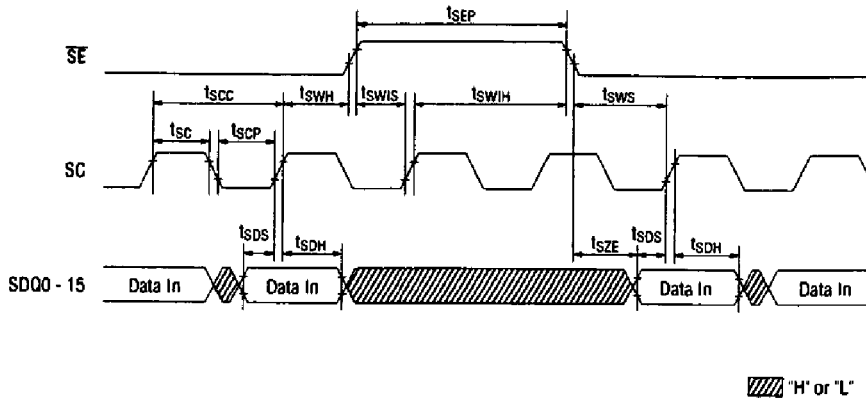 tSEP
SE
tSCC tSWH tSWIS tSWIH tSWS
tSC tSCP
SC
tSDS tSDH tSZE tSDS tSDH
SDQ0 - 15 Data In Data In Data In Data In
"H" or "L"